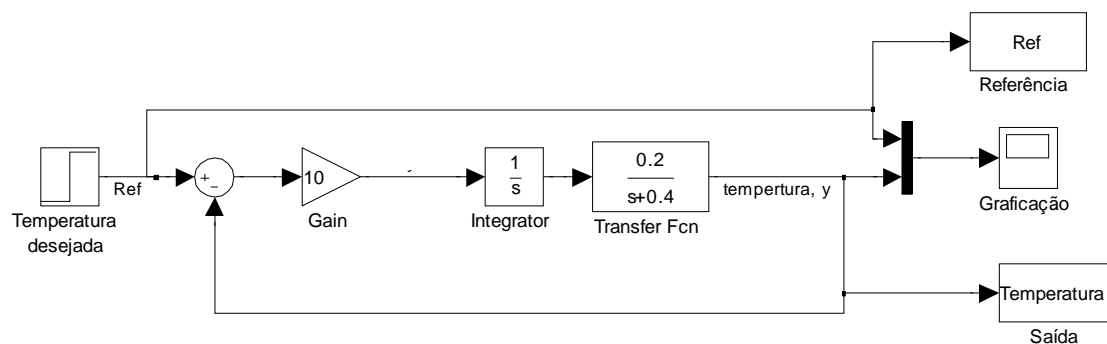 Ref
Referência
Temperatura
desejada
Ref
+
−
10
Gain
1
s
Integrator
0.2
s+0.4
Transfer Fcn
tempertura, y
Graficação
Temperatura
Saída